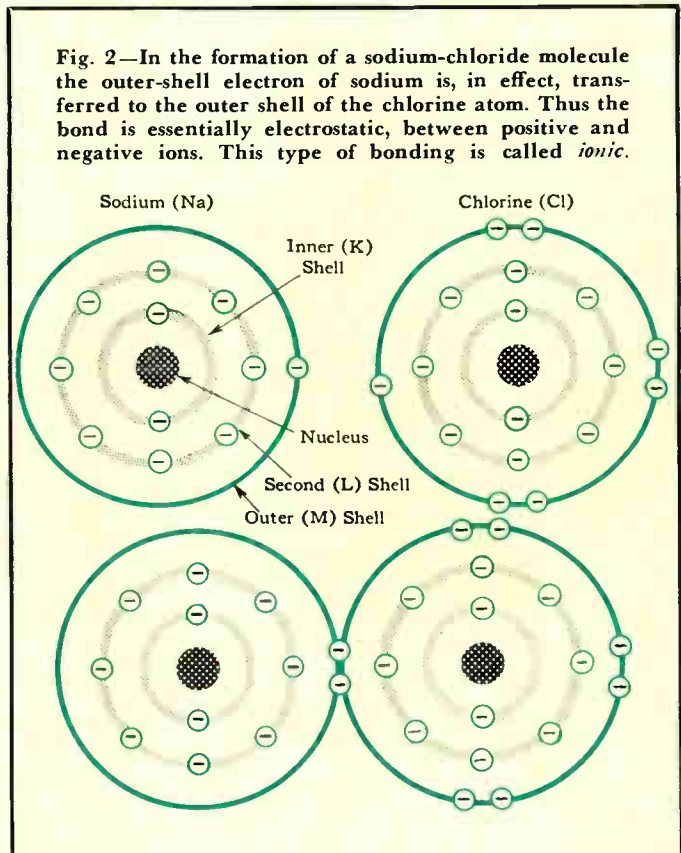 Fig. 2—In the formation of a sodium-chloride molecule
the outer-shell electron of sodium is, in effect, trans-
ferred to the outer shell of the chlorine atom. Thus the
bond is essentially electrostatic, between positive and
negative ions. This type of bonding is called ionic.
Sodium (Na)
Chlorine (Cl)
Inner (K)
Shell
Nucleus
Second (L) Shell
Outer (M) Shell